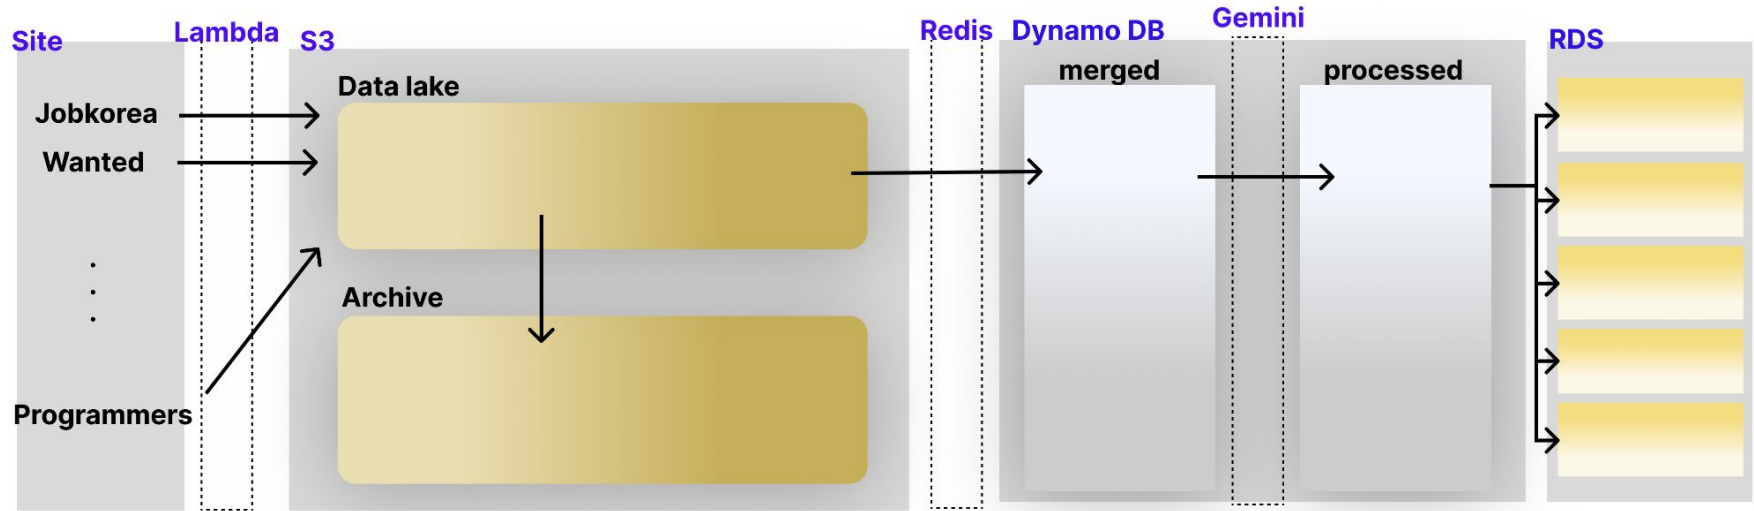 Site
Lambda
S3
Redis
Dynamo DB
Gemini
RDS
Jobkorea
Wanted
.
.
.
Programmers
Data lake
Archive
merged
processed